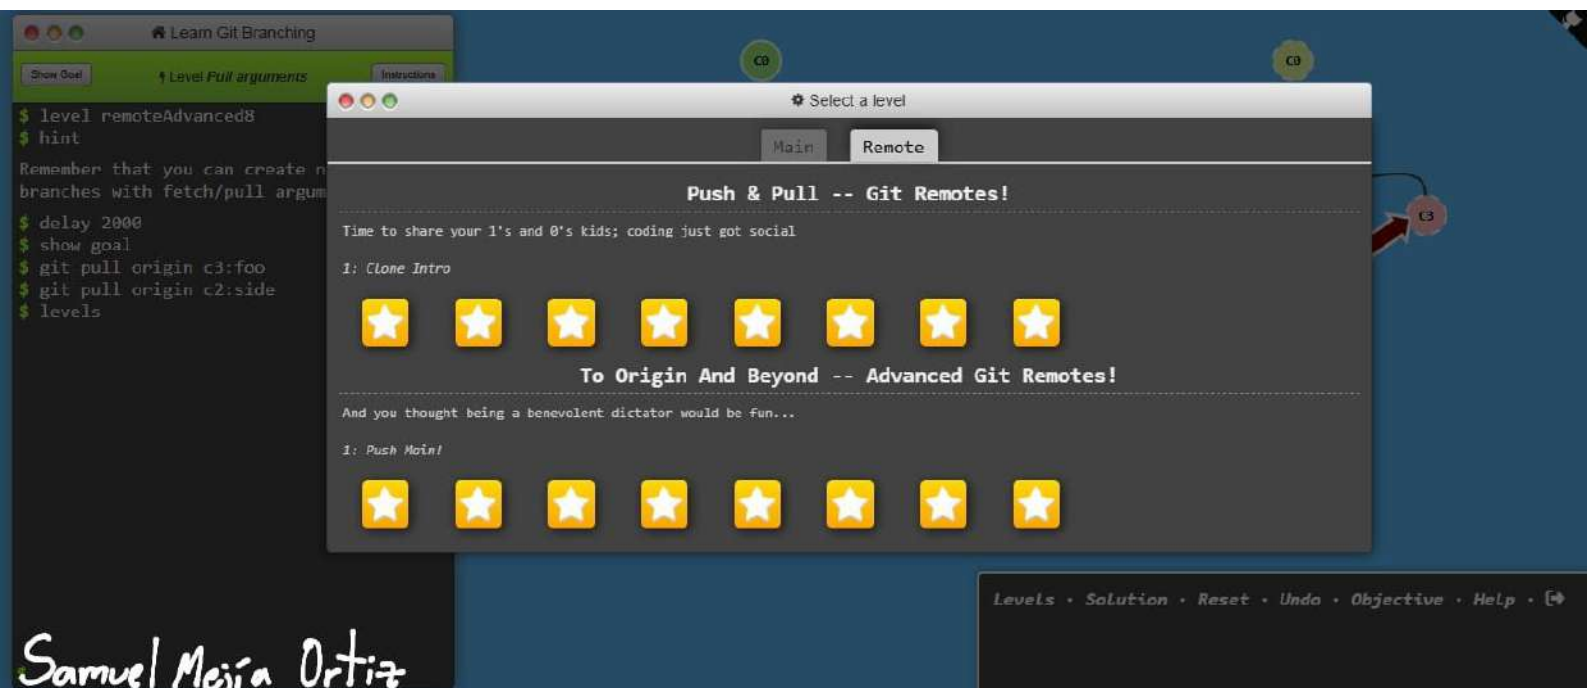 Learn Git Branching
Show Goal
Level Pull arguments
Instructions
$ level remoteAdvanced8
$ hint
Remember that you can create n
branches with fetch/pull argum
$ delay 2000
$ show goal
$ git pull origin c3:foo
$ git pull origin c2:side
$ levels
C0
C0
C3
Select a level
Main
Remote
Push & Pull -- Git Remotes!
Time to share your 1's and 0's kids; coding just got social
1: Clone Intro
To Origin And Beyond -- Advanced Git Remotes!
And you thought being a benevolent dictator would be fun...
1: Push Main!
Levels · Solution · Reset · Undo · Objective · Help ·
$
Samuel Mejía Ortiz